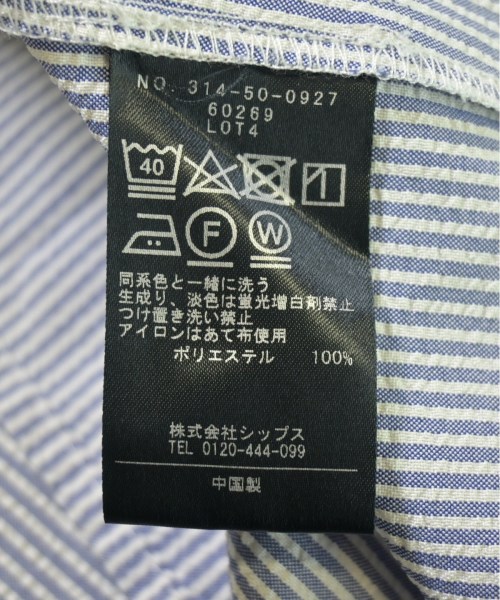 NO. 314-50-0927
60269
LOT4
40
F W
同系色と一緒に洗う
生成り、淡色は蛍光増白剤禁止
つけ置き洗い禁止
アイロンはあて布使用
ポリエステル 100%
株式会社シップス
TEL 0120-444-099
中国製